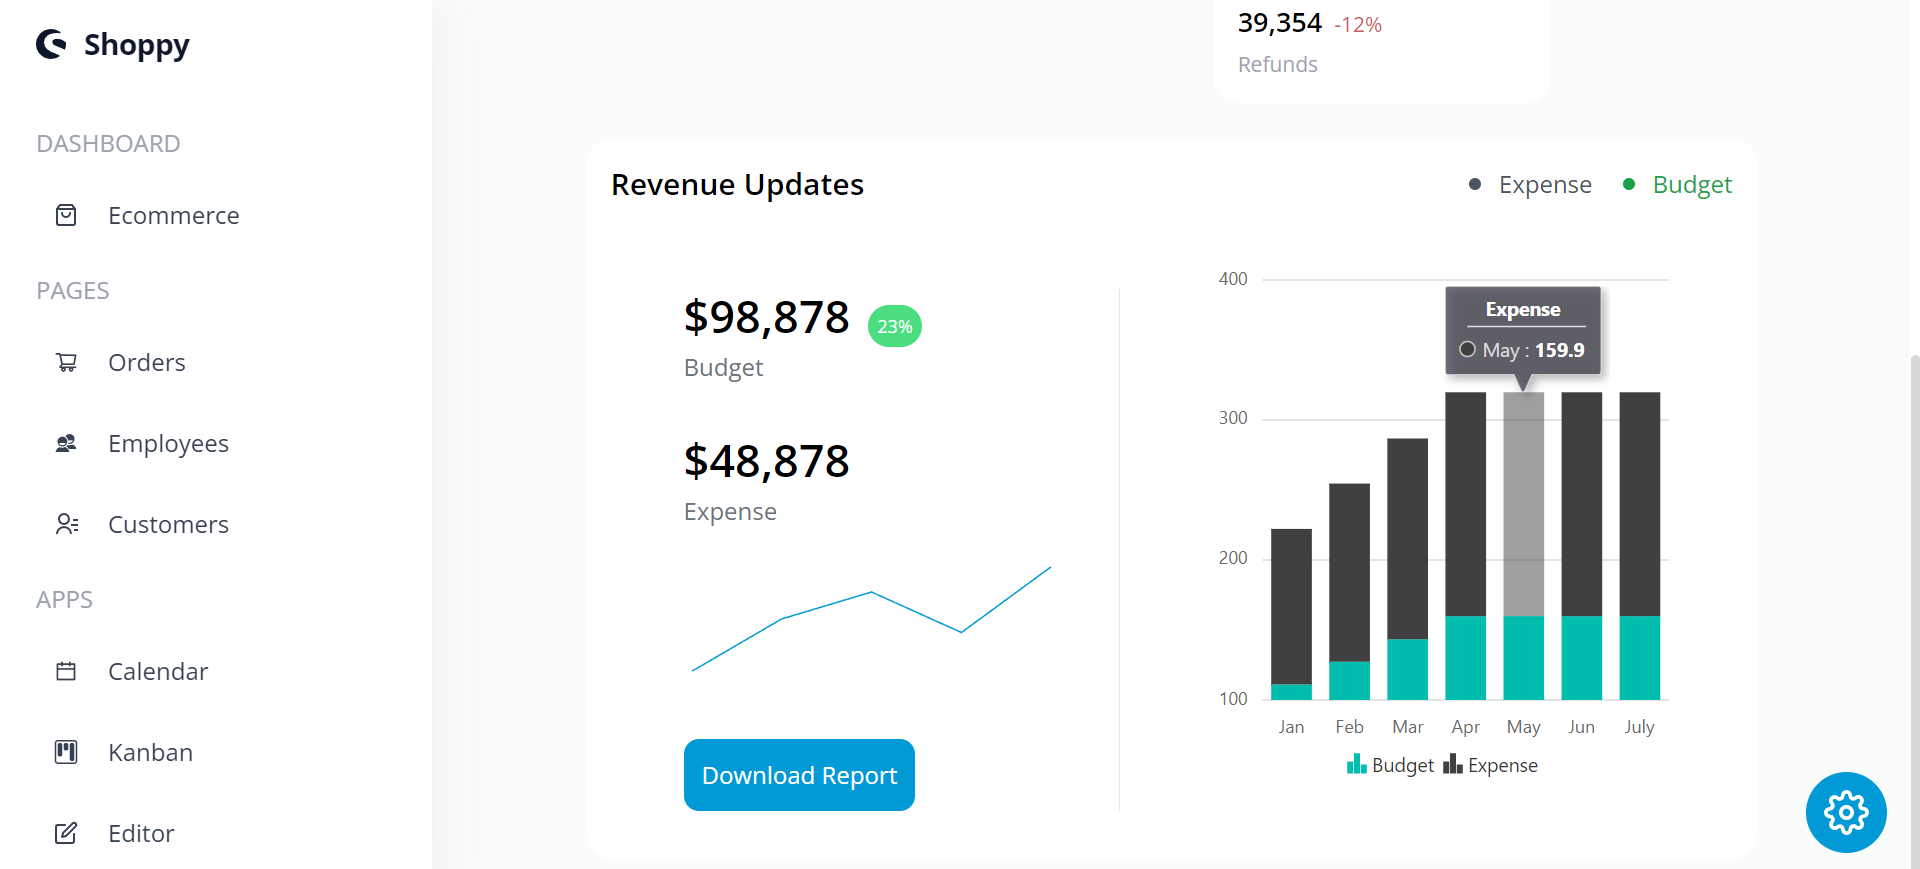 Shoppy
DASHBOARD
Ecommerce
PAGES
Orders
Employees
Customers
APPS
Calendar
Kanban
Editor
39,354 -12%
Refunds
Revenue Updates
Expense
Budget
$98,878 23%
Budget
$48,878
Expense
Download Report
400
300
200
100
Expense
May : 159.9
Jan Feb Mar Apr May Jun July
Budget Expense